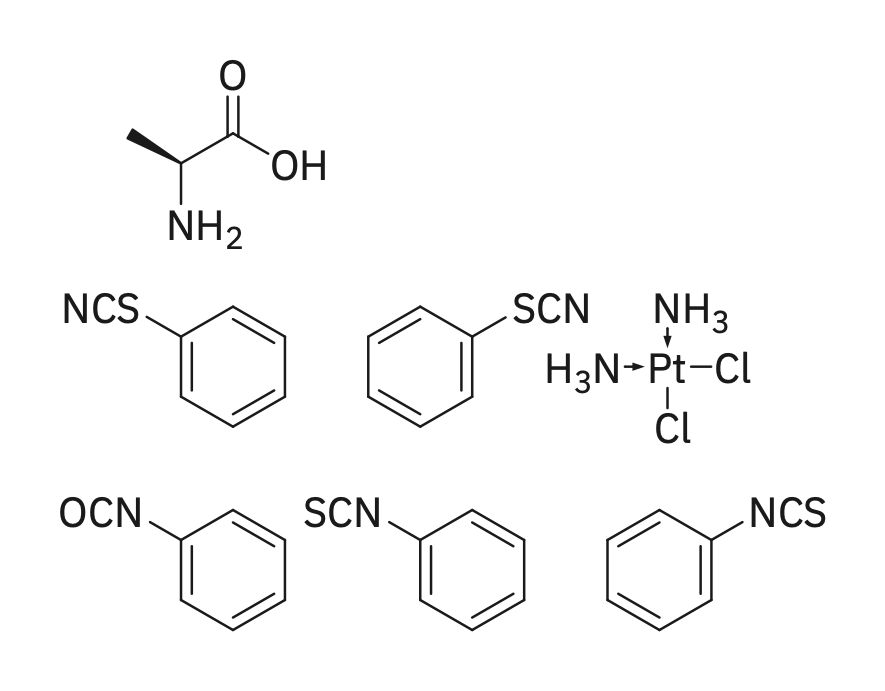 O
OH
NH2
NCS
SCN
NH3
H3N Pt Cl
Cl
OCN
SCN
NCS